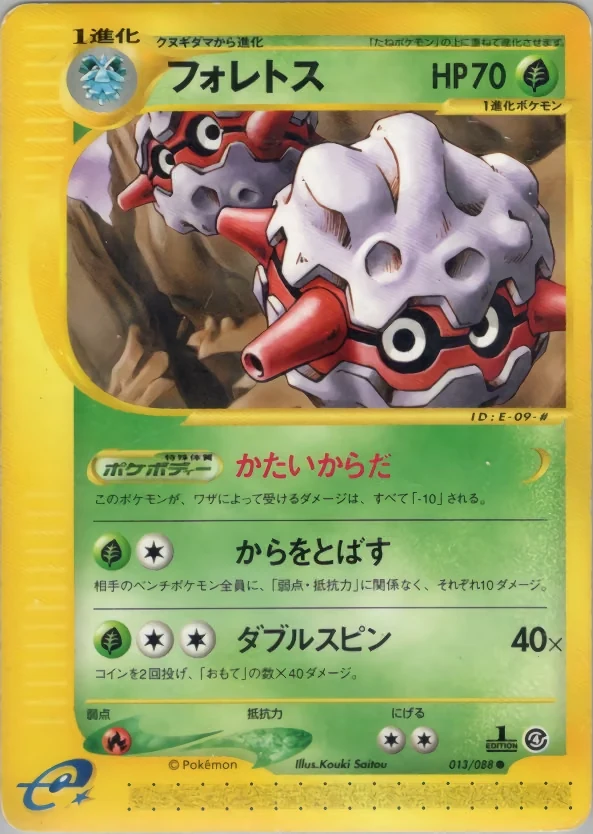 1進化
クヌギダマから進化
「たねポケモン」の上に重ねて進化させます
フォレトス
HP70
1進化ポケモン
ID:E-09-#
特殊体質
ポケボディー
かたいからだ
このポケモンが、ワザによって受けるダメージは、すべて「-10」される。
からをとばす
相手のベンチポケモン全員に、「弱点・抵抗力」に関係なく、それぞれ10ダメージ。
ダブルスピン
40×
コインを2回投げ、「おもて」の数×40ダメージ。
弱点
抵抗力
にげる
1
EDITION
© Pokémon
Illus.Kouki Saitou
013/088
e